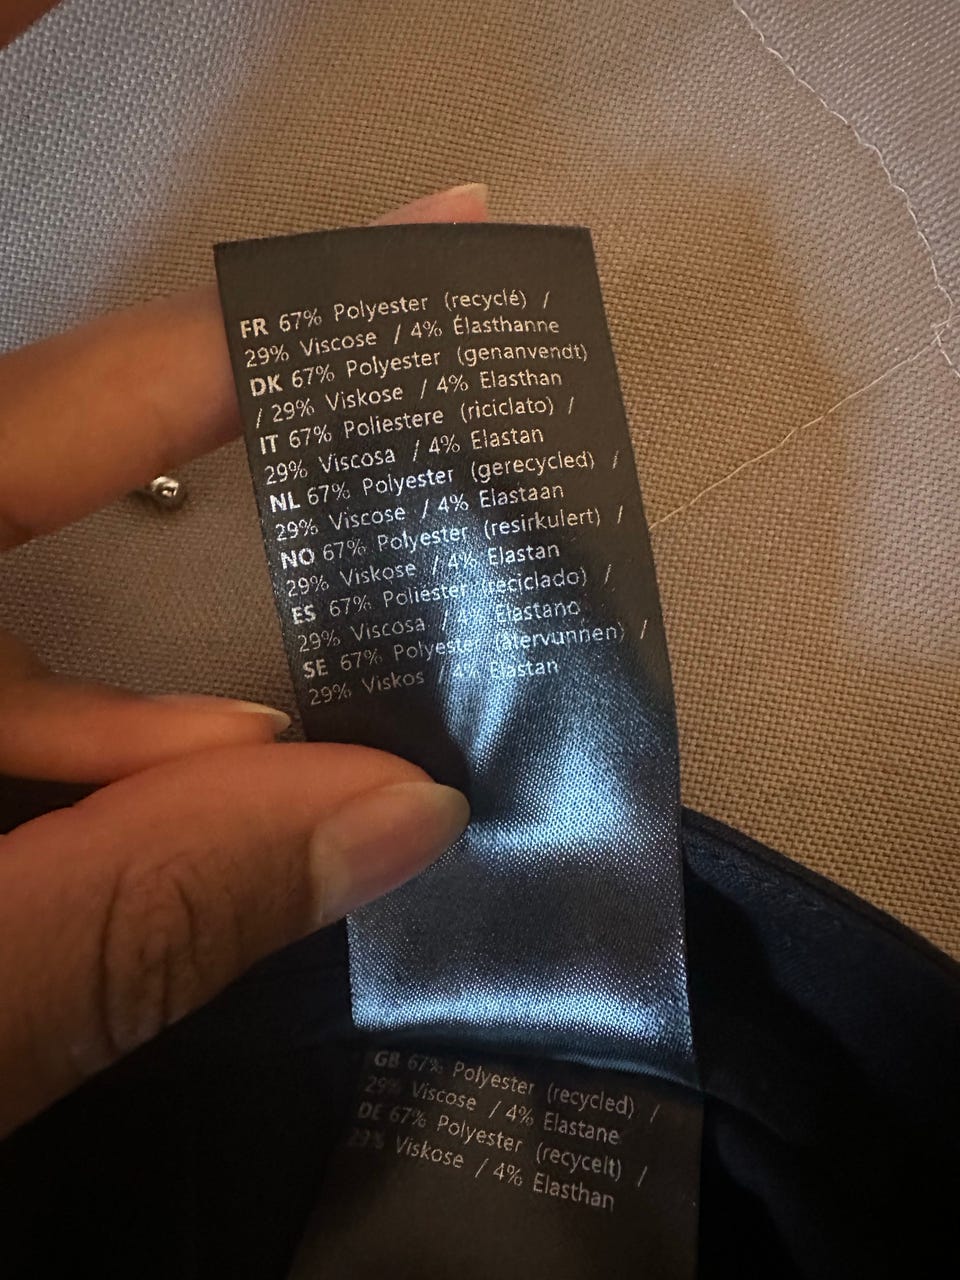 FR 67% Polyester (recyclé) /
29% Viscose / 4% Élasthanne
DK 67% Polyester (genanvendt)
/ 29% Viskose / 4% Elasthan
IT 67% Poliestere (riciclato) /
29% Viscosa / 4% Elastan
NL 67% Polyester (gerecycled) /
29% Viscose / 4% Elastaan
NO 67% Polyester (resirkulert) /
29% Viskose / 4% Elastan
ES 67% Poliéster (reciclado) /
29% Viscosa / 4% Elastano
SE 67% Polyester (återvunnen) /
29% Viskos / 4% Elastan
GB 67% Polyester (recycled) /
29% Viscose / 4% Elastane
DE 67% Polyester (recycelt) /
29% Viskose / 4% Elasthan